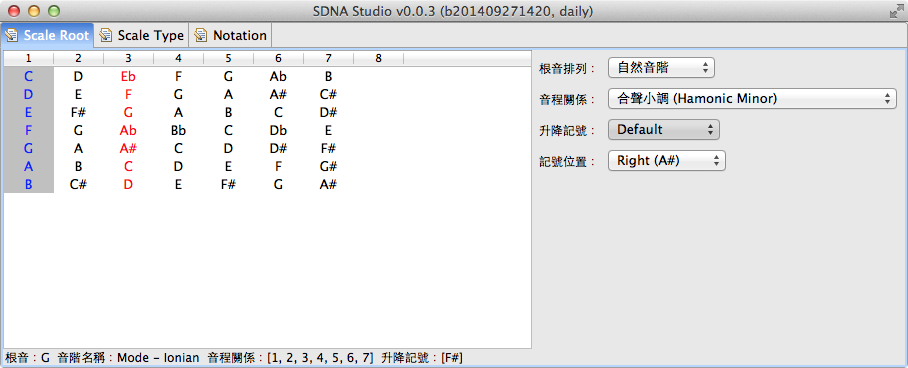 SDNA Studio v0.0.3 (b201409271420, daily)
Scale Root Scale Type Notation
1 2 3 4 5 6 7 8
C D Eb F G Ab B
D E F G A A# C#
E F# G A B C D#
F G Ab Bb C Db E
G A A# C D D# F#
A B C D E F G#
B C# D E F# G A#
根音排列： 自然音階
音程關係： 合聲小調 (Hamonic Minor)
升降記號： Default
記號位置： Right (A#)
根音：G 音階名稱：Mode - Ionian 音程關係：[1, 2, 3, 4, 5, 6, 7] 升降記號：[F#]